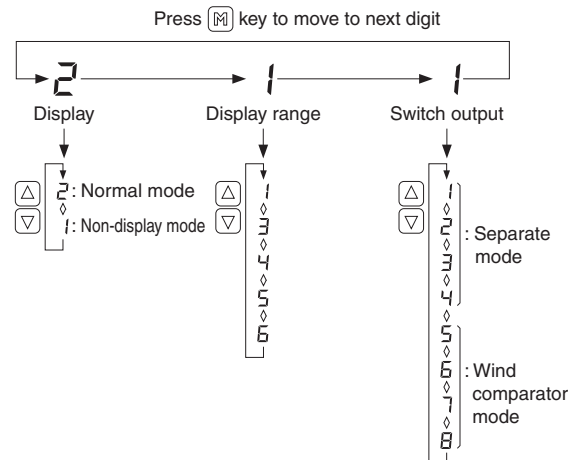 Press M key to move to next digit
2 1 1
Display Display range Switch output
2 : Normal mode
1 : Non-display mode
1
3
4
5
6
1
2
3
4
: Separate
mode
5
6
7
8
: Wind
comparator
mode